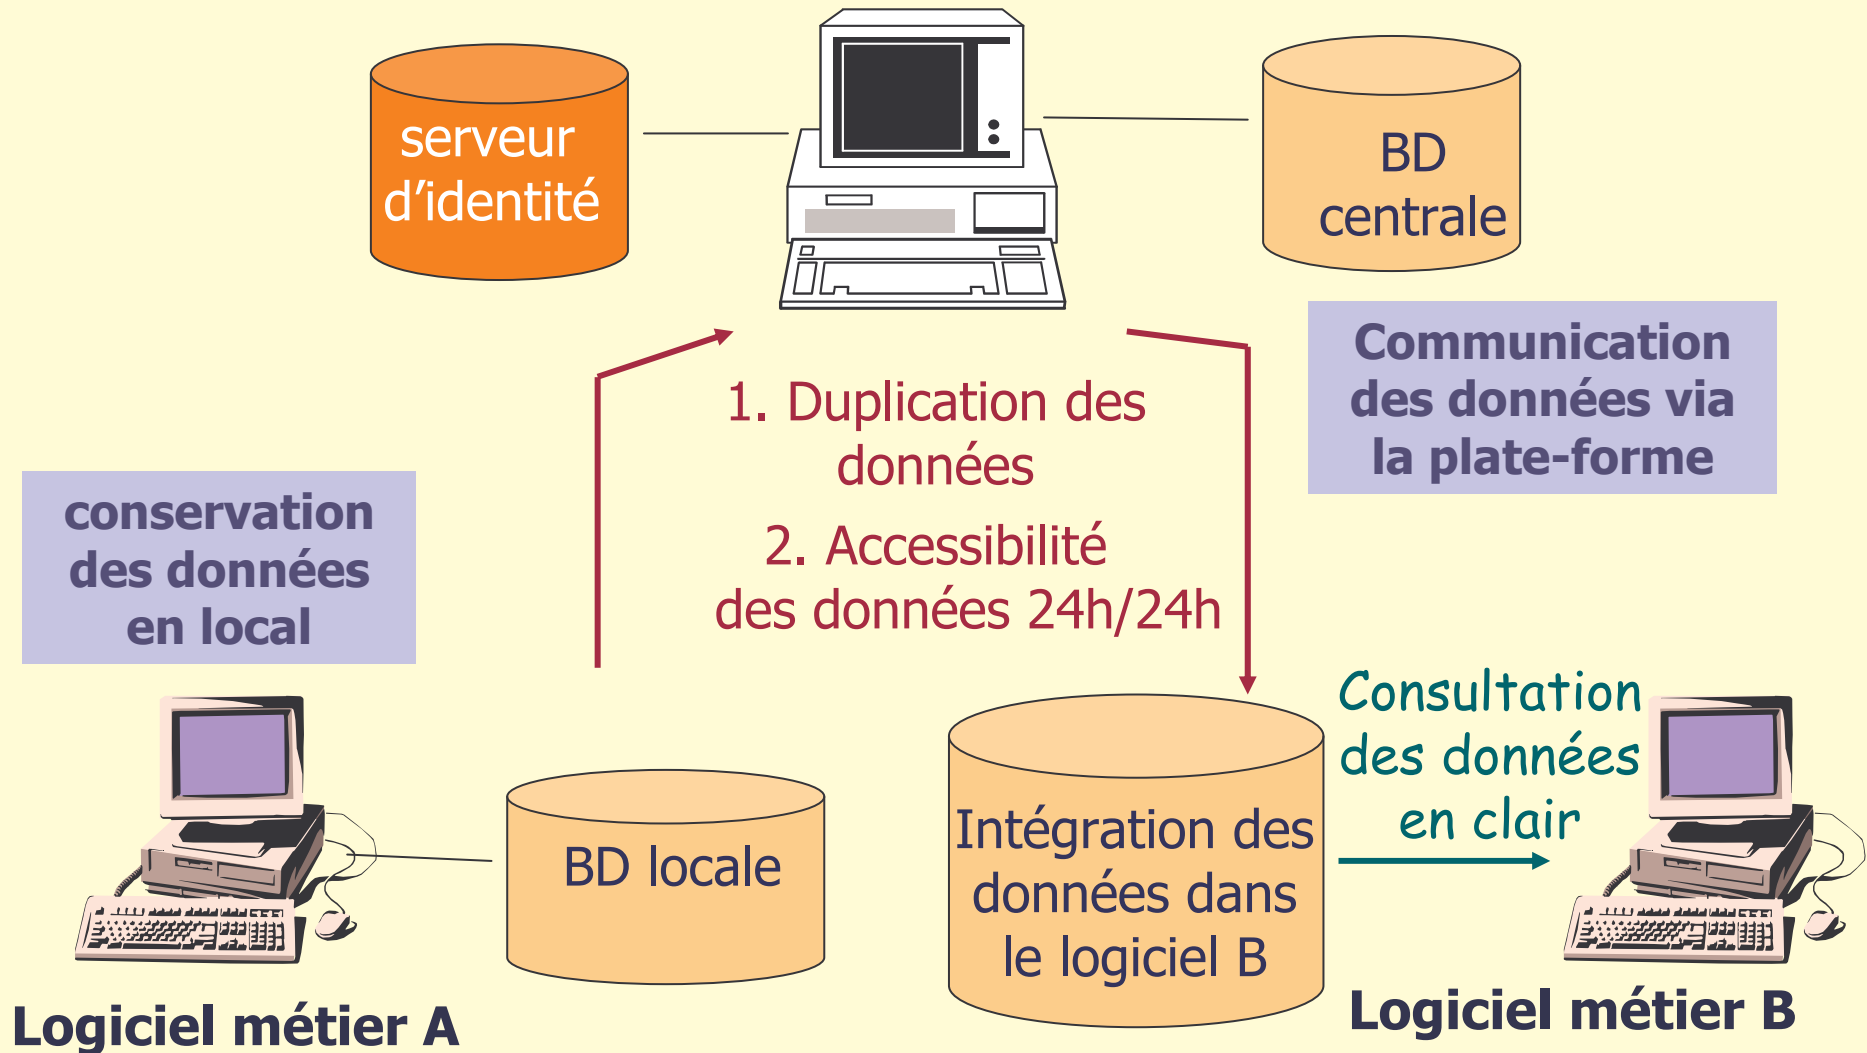 serveur
d’identité
BD
centrale
Communication
des données via
la plate-forme
1. Duplication des
données
2. Accessibilité
des données 24h/24h
conservation
des données
en local
Consultation
des données
en clair
BD locale
Intégration des
données dans
le logiciel B
Logiciel métier A
Logiciel métier B